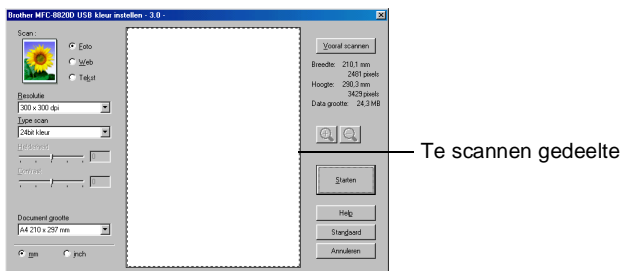 Brother MFC-8820D USB kleur instellen - 3.0 -
Scan :
Foto
Web
Tekst
Resolutie
300 x 300 dpi
Type scan
24bit kleur
Helderheid
0
Contrast
0
Document grootte
A4 210 x 297 mm
mm
inch
Vooraf scannen
Breedte: 210,1 mm
2481 pixels
Hoogte: 290,3 mm
3429 pixels
Data grootte: 24,3 MB
Starten
Help
Standaard
Annuleren
Te scannen gedeelte